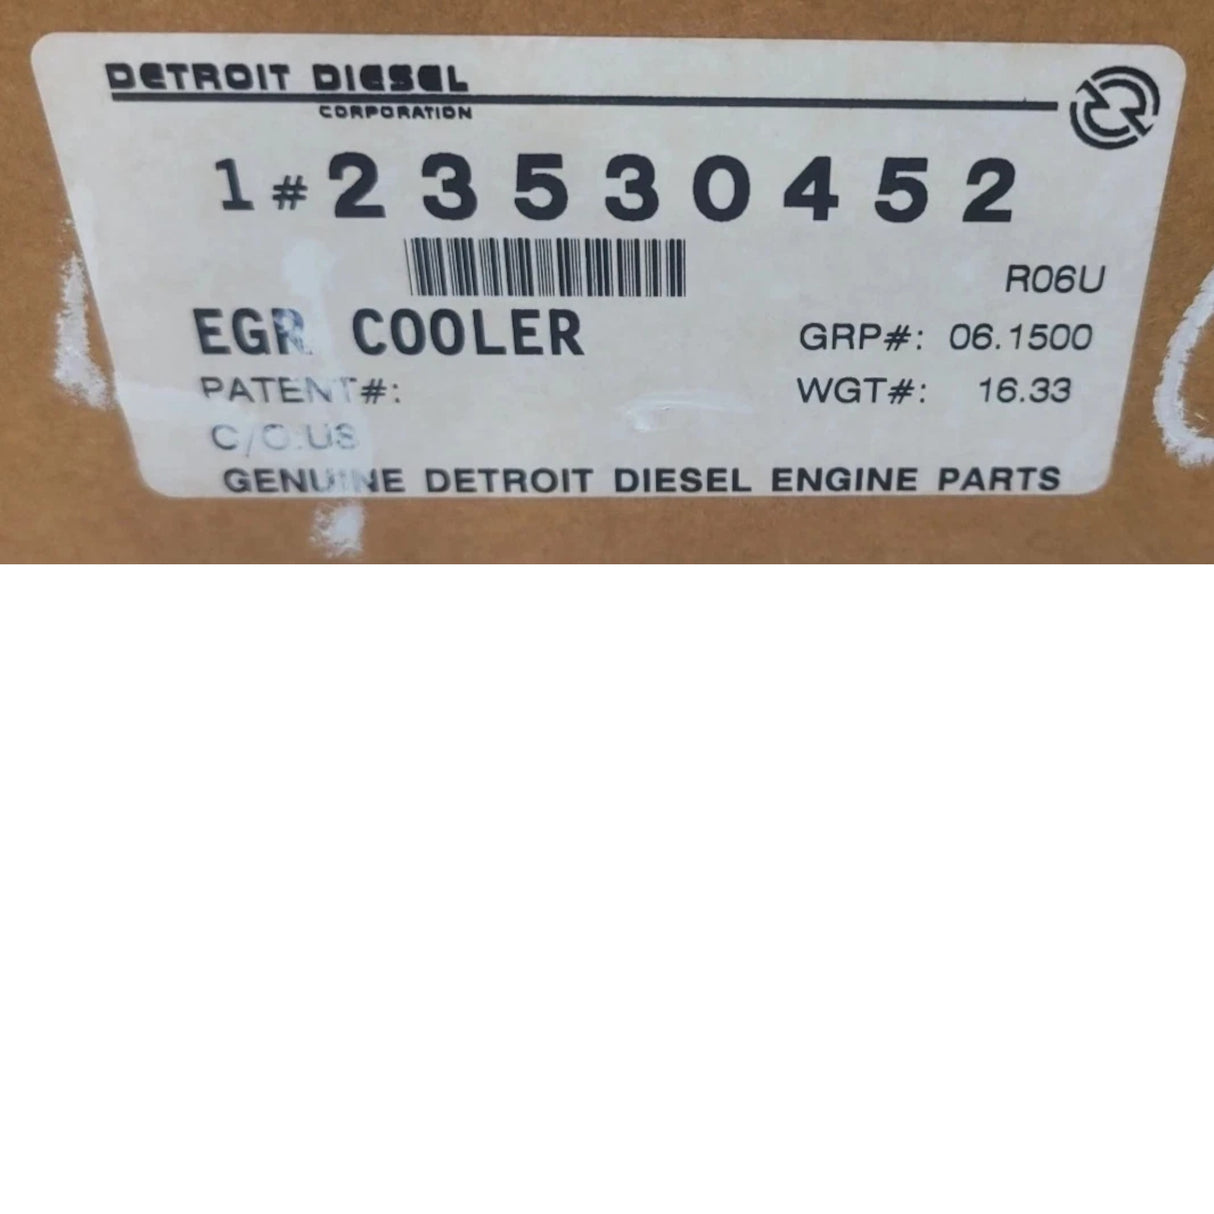 DETROIT DIESEL
CORPORATION
1#23530452
R06U
EGR COOLER
GRP#: 06.1500
PATENT#:
WGT#: 16.33
C/O:US
GENUINE DETROIT DIESEL ENGINE PARTS